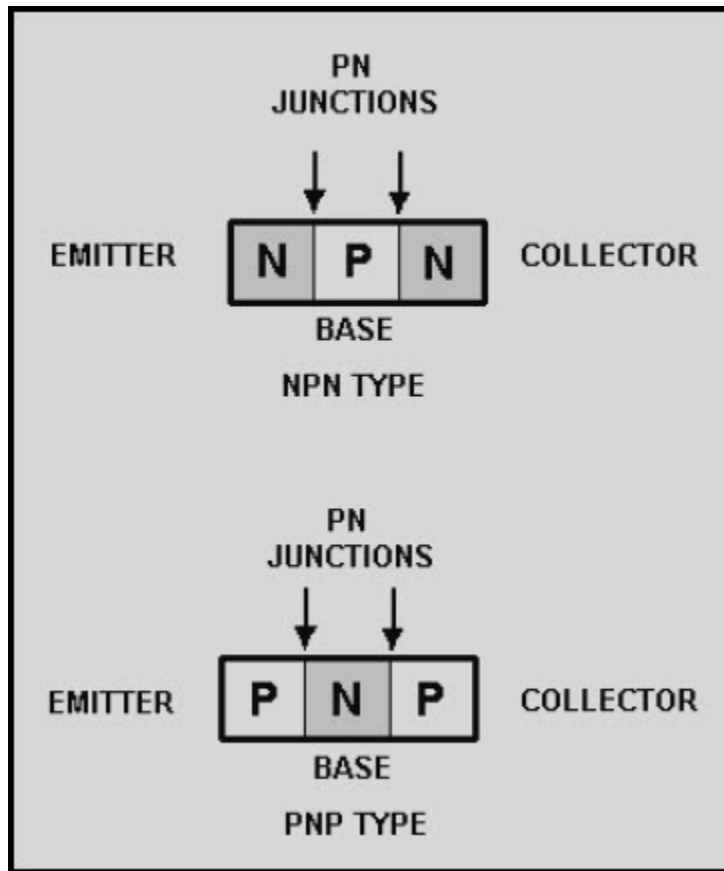 PN
JUNCTIONS
EMITTER N P N COLLECTOR
BASE
NPN TYPE
PN
JUNCTIONS
EMITTER P N P COLLECTOR
BASE
PNP TYPE